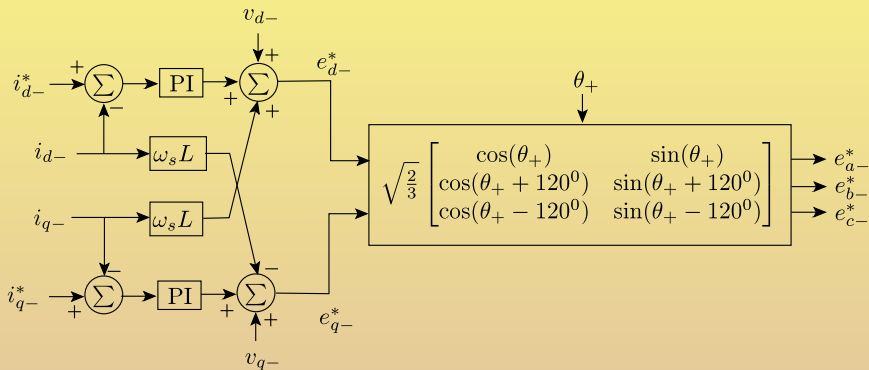 v_{d-}
+
e^*_{d-}
i^*_{d-} + Σ PI + Σ
− +
θ_+
i_{d-} ω_s L
√(2/3) [ cos(θ_+) sin(θ_+)
cos(θ_+ + 120^0) sin(θ_+ + 120^0)
cos(θ_+ − 120^0) sin(θ_+ − 120^0) ]
e^*_{a-}
e^*_{b-}
e^*_{c-}
i_{q-} ω_s L
− −
i^*_{q-} + Σ PI + Σ
+
e^*_{q-}
v_{q-}